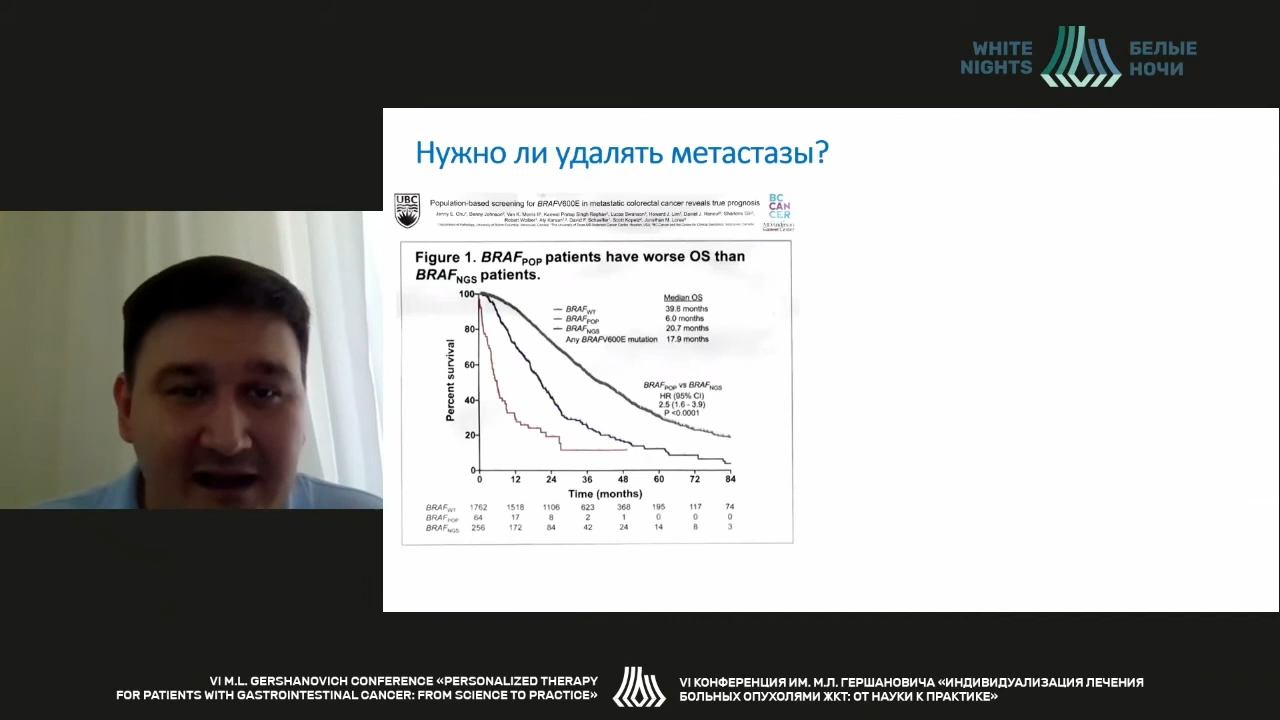 WHITE
NIGHTS
БЕЛЫЕ
НОЧИ
Нужно ли удалять метастазы?
UBC
Population-based screening for BRAFV600E in metastatic colorectal cancer reveals true prognosis
BC
CAN
CER
Figure 1. BRAFPOP patients have worse OS than
BRAFNGS patients.
Median OS
BRAFWT 39.8 months
BRAFPOP 6.0 months
BRAFNGS 20.7 months
Any BRAFV600E mutation 17.9 months
BRAFPOP vs BRAFNGS
HR (95% CI)
2.5 (1.6 - 3.9)
P <0.0001
Percent survival
100
80
60
40
20
0
0 12 24 36 48 60 72 84
Time (months)
BRAFWT 1762 1518 1106 623 368 195 117 74
BRAFPOP 64 17 8 2 1 0 0 0
BRAFNGS 256 172 84 42 24 14 8 3
VI M.L. GERSHANOVICH CONFERENCE «PERSONALIZED THERAPY
FOR PATIENTS WITH GASTROINTESTINAL CANCER: FROM SCIENCE TO PRACTICE»
VI КОНФЕРЕНЦИЯ ИМ. М.Л. ГЕРШАНОВИЧА «ИНДИВИДУАЛИЗАЦИЯ ЛЕЧЕНИЯ
БОЛЬНЫХ ОПУХОЛЯМИ ЖКТ: ОТ НАУКИ К ПРАКТИКЕ»